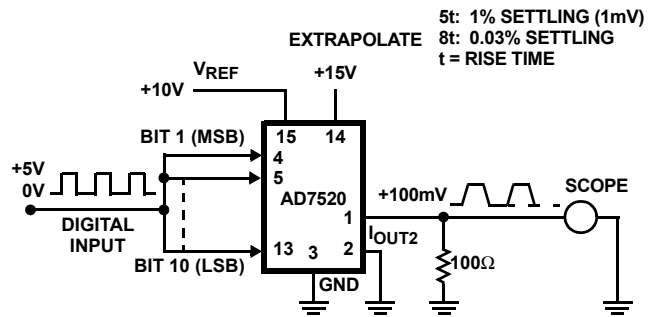 5t: 1% SETTLING (1mV)
EXTRAPOLATE 8t: 0.03% SETTLING
t = RISE TIME
VREF
+10V
+15V
BIT 1 (MSB)
15
14
4
5
+5V
0V
AD7520
+100mV
SCOPE
1
DIGITAL
INPUT
IOUT2
13
3
2
100Ω
BIT 10 (LSB)
GND